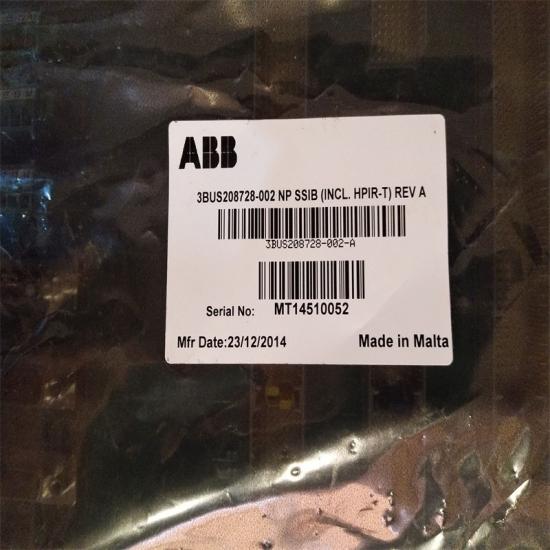 ABB
3BUS208728-002 NP SSIB (INCL. HPIR-T) REV A
3BUS208728-002-A
Serial No: MT14510052
Mfr Date:23/12/2014 Made in Malta